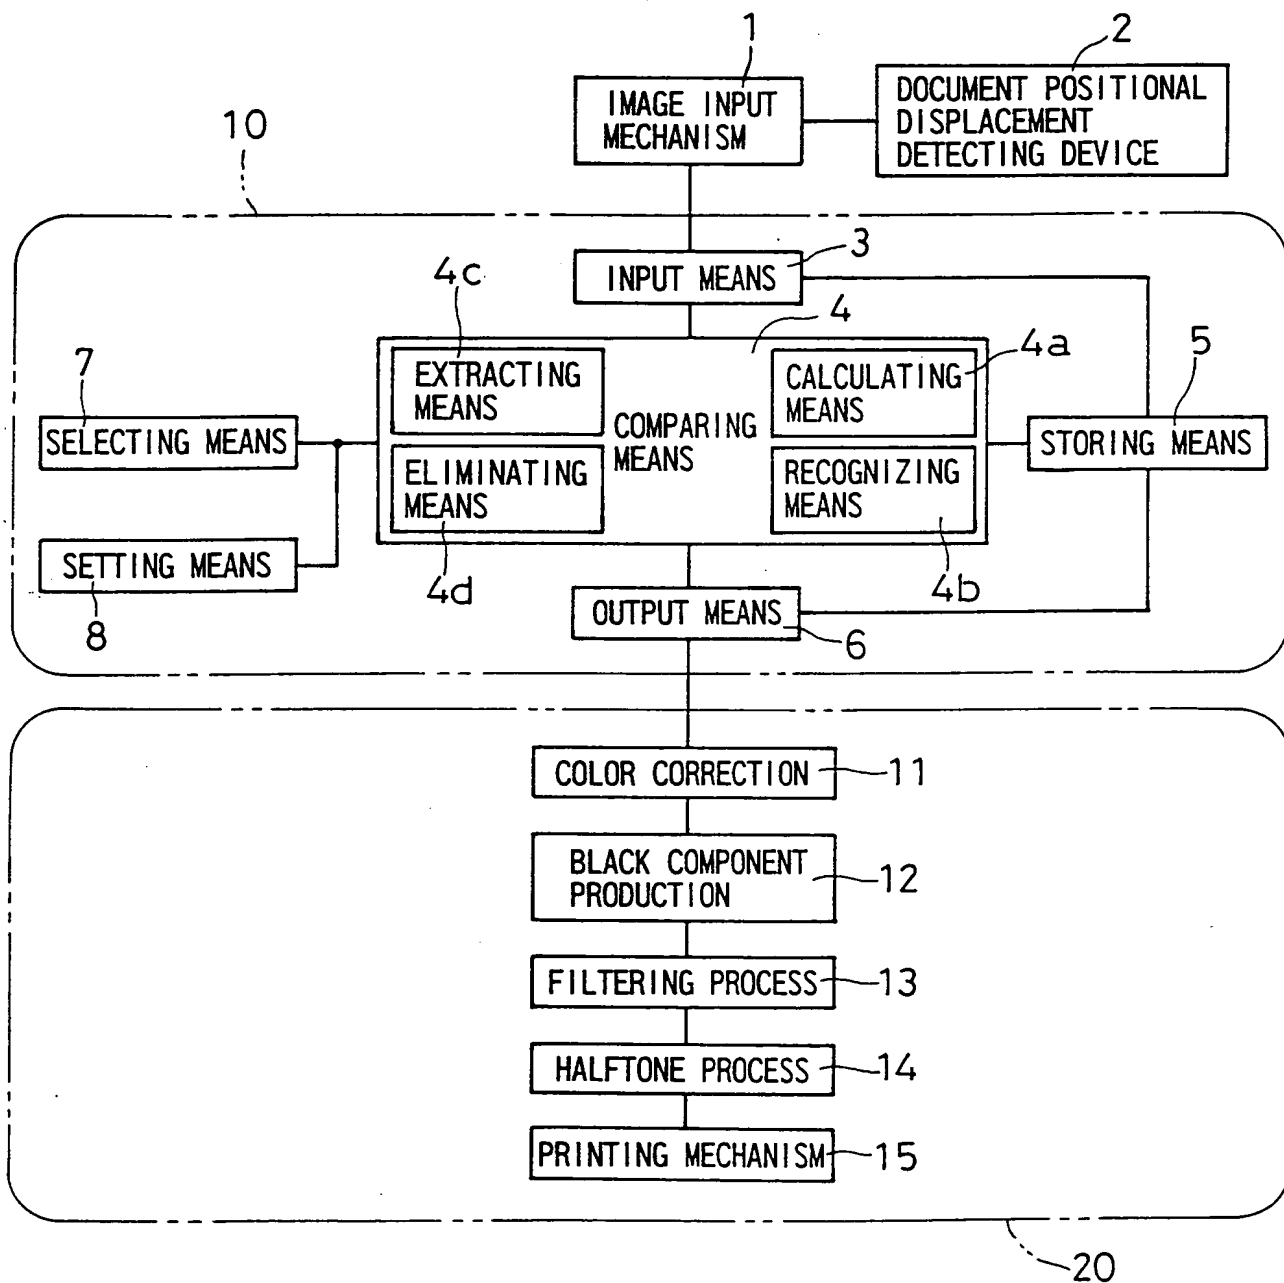 1
2
IMAGE INPUT
MECHANISM
DOCUMENT POSITIONAL
DISPLACEMENT
DETECTING DEVICE
10
3
INPUT MEANS
4c
4
4a
5
7
EXTRACTING
MEANS
CALCULATING
MEANS
COMPARING
MEANS
SELECTING MEANS
STORING MEANS
ELIMINATING
MEANS
RECOGNIZING
MEANS
SETTING MEANS
8
4d
4b
OUTPUT MEANS
6
COLOR CORRECTION
11
BLACK COMPONENT
PRODUCTION
12
FILTERING PROCESS
13
HALFTONE PROCESS
14
PRINTING MECHANISM
15
20